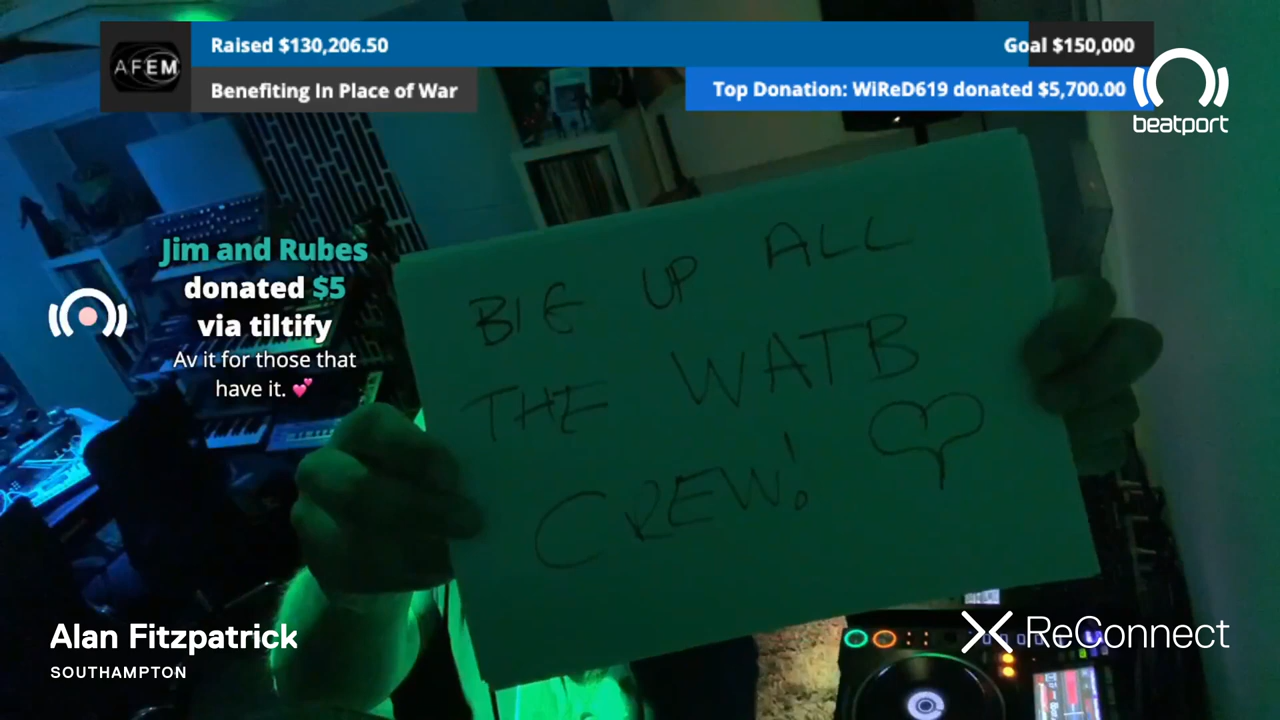 Raised $130,206.50
Goal $150,000
AFEM
Benefiting In Place of War
Top Donation: WiReD619 donated $5,700.00
beatport
Jim and Rubes
donated $5
via tiltify
Av it for those that
have it. 💕
BIG UP ALL
THE WATB
CREW! ♡
Alan Fitzpatrick
SOUTHAMPTON
ReConnect